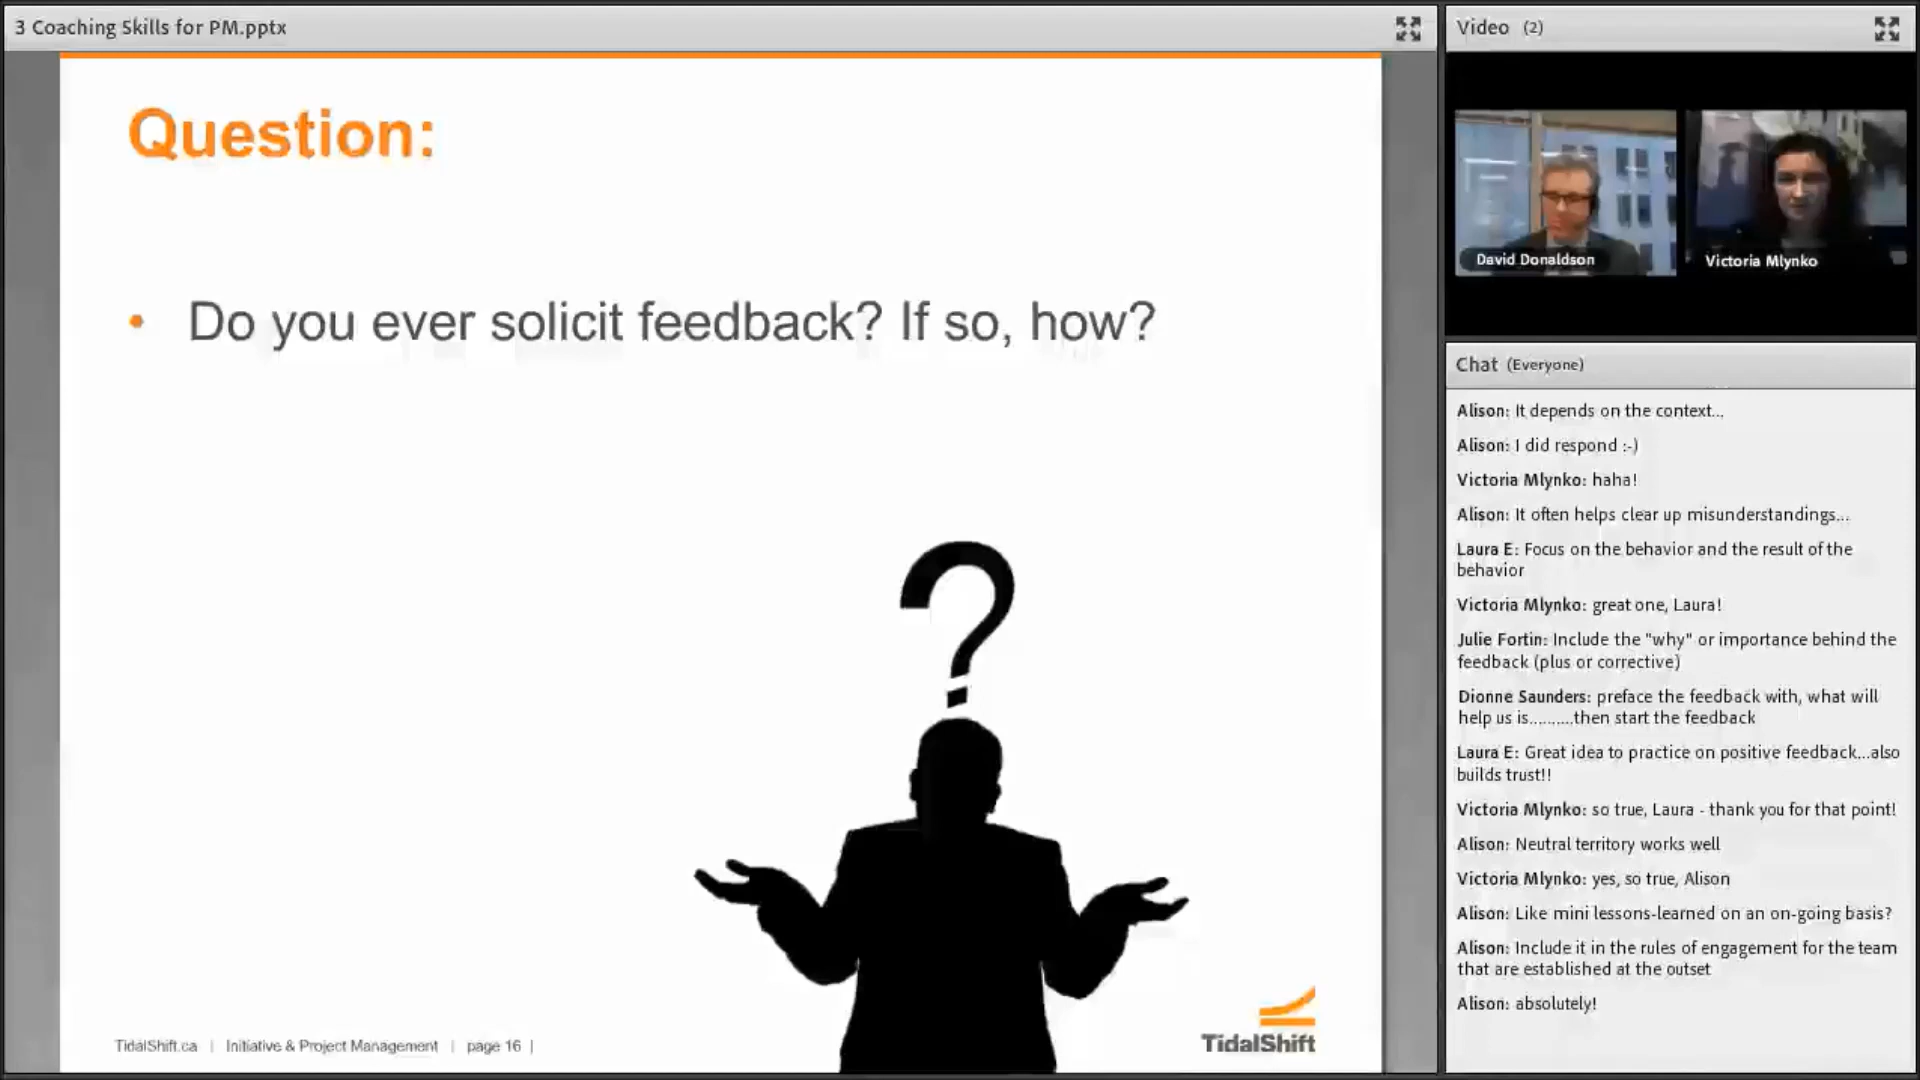 3 Coaching Skills for PM.pptx
Question:
• Do you ever solicit feedback? If so, how?
?
TidalShift
TidalShift.ca | Initiative & Project Management | page 16 |
Video (2)
David Donaldson
Victoria Mlynko
Chat (Everyone)
Alison: It depends on the context...
Alison: I did respond :-)
Victoria Mlynko: haha!
Alison: It often helps clear up misunderstandings...
Laura E: Focus on the behavior and the result of the
behavior
Victoria Mlynko: great one, Laura!
Julie Fortin: Include the "why" or importance behind the
feedback (plus or corrective)
Dionne Saunders: preface the feedback with, what will
help us is..........then start the feedback
Laura E: Great idea to practice on positive feedback...also
builds trust!!
Victoria Mlynko: so true, Laura - thank you for that point!
Alison: Neutral territory works well
Victoria Mlynko: yes, so true, Alison
Alison: Like mini lessons-learned on an on-going basis?
Alison: Include it in the rules of engagement for the team
that are established at the outset
Alison: absolutely!